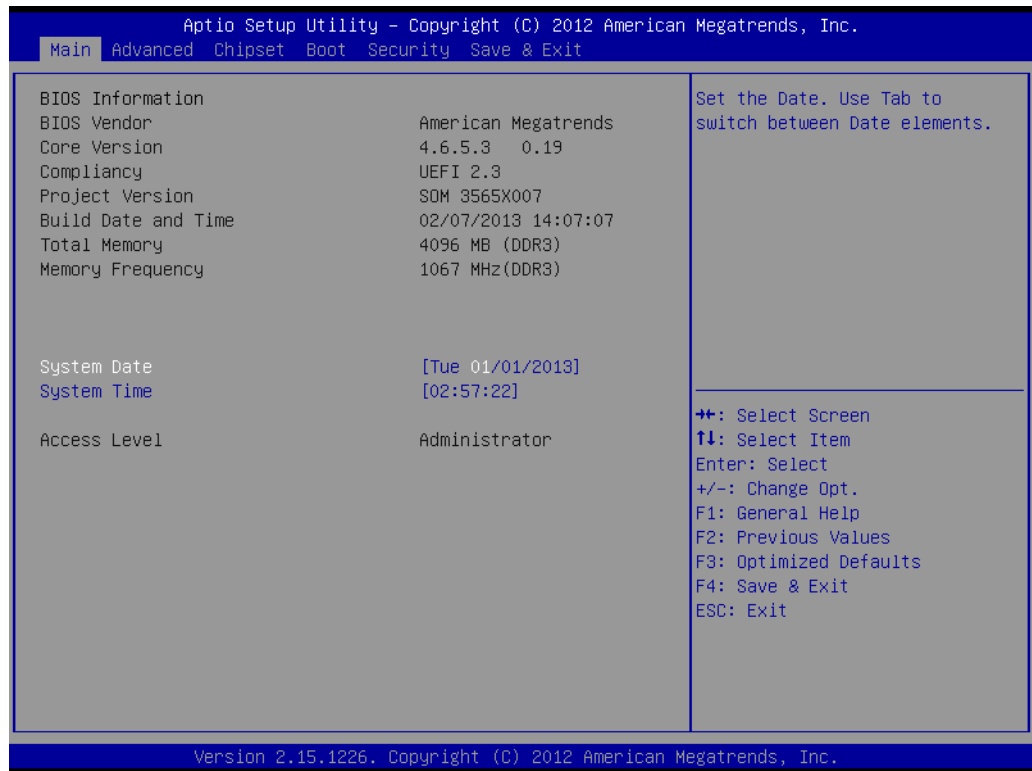 Aptio Setup Utility – Copyright (C) 2012 American Megatrends, Inc.
Main Advanced Chipset Boot Security Save & Exit
BIOS Information
BIOS Vendor American Megatrends
Core Version 4.6.5.3 0.19
Compliancy UEFI 2.3
Project Version SOM 3565X007
Build Date and Time 02/07/2013 14:07:07
Total Memory 4096 MB (DDR3)
Memory Frequency 1067 MHz(DDR3)
System Date [Tue 01/01/2013]
System Time [02:57:22]
Access Level Administrator
Set the Date. Use Tab to
switch between Date elements.
→←: Select Screen
↑↓: Select Item
Enter: Select
+/-: Change Opt.
F1: General Help
F2: Previous Values
F3: Optimized Defaults
F4: Save & Exit
ESC: Exit
Version 2.15.1226. Copyright (C) 2012 American Megatrends, Inc.